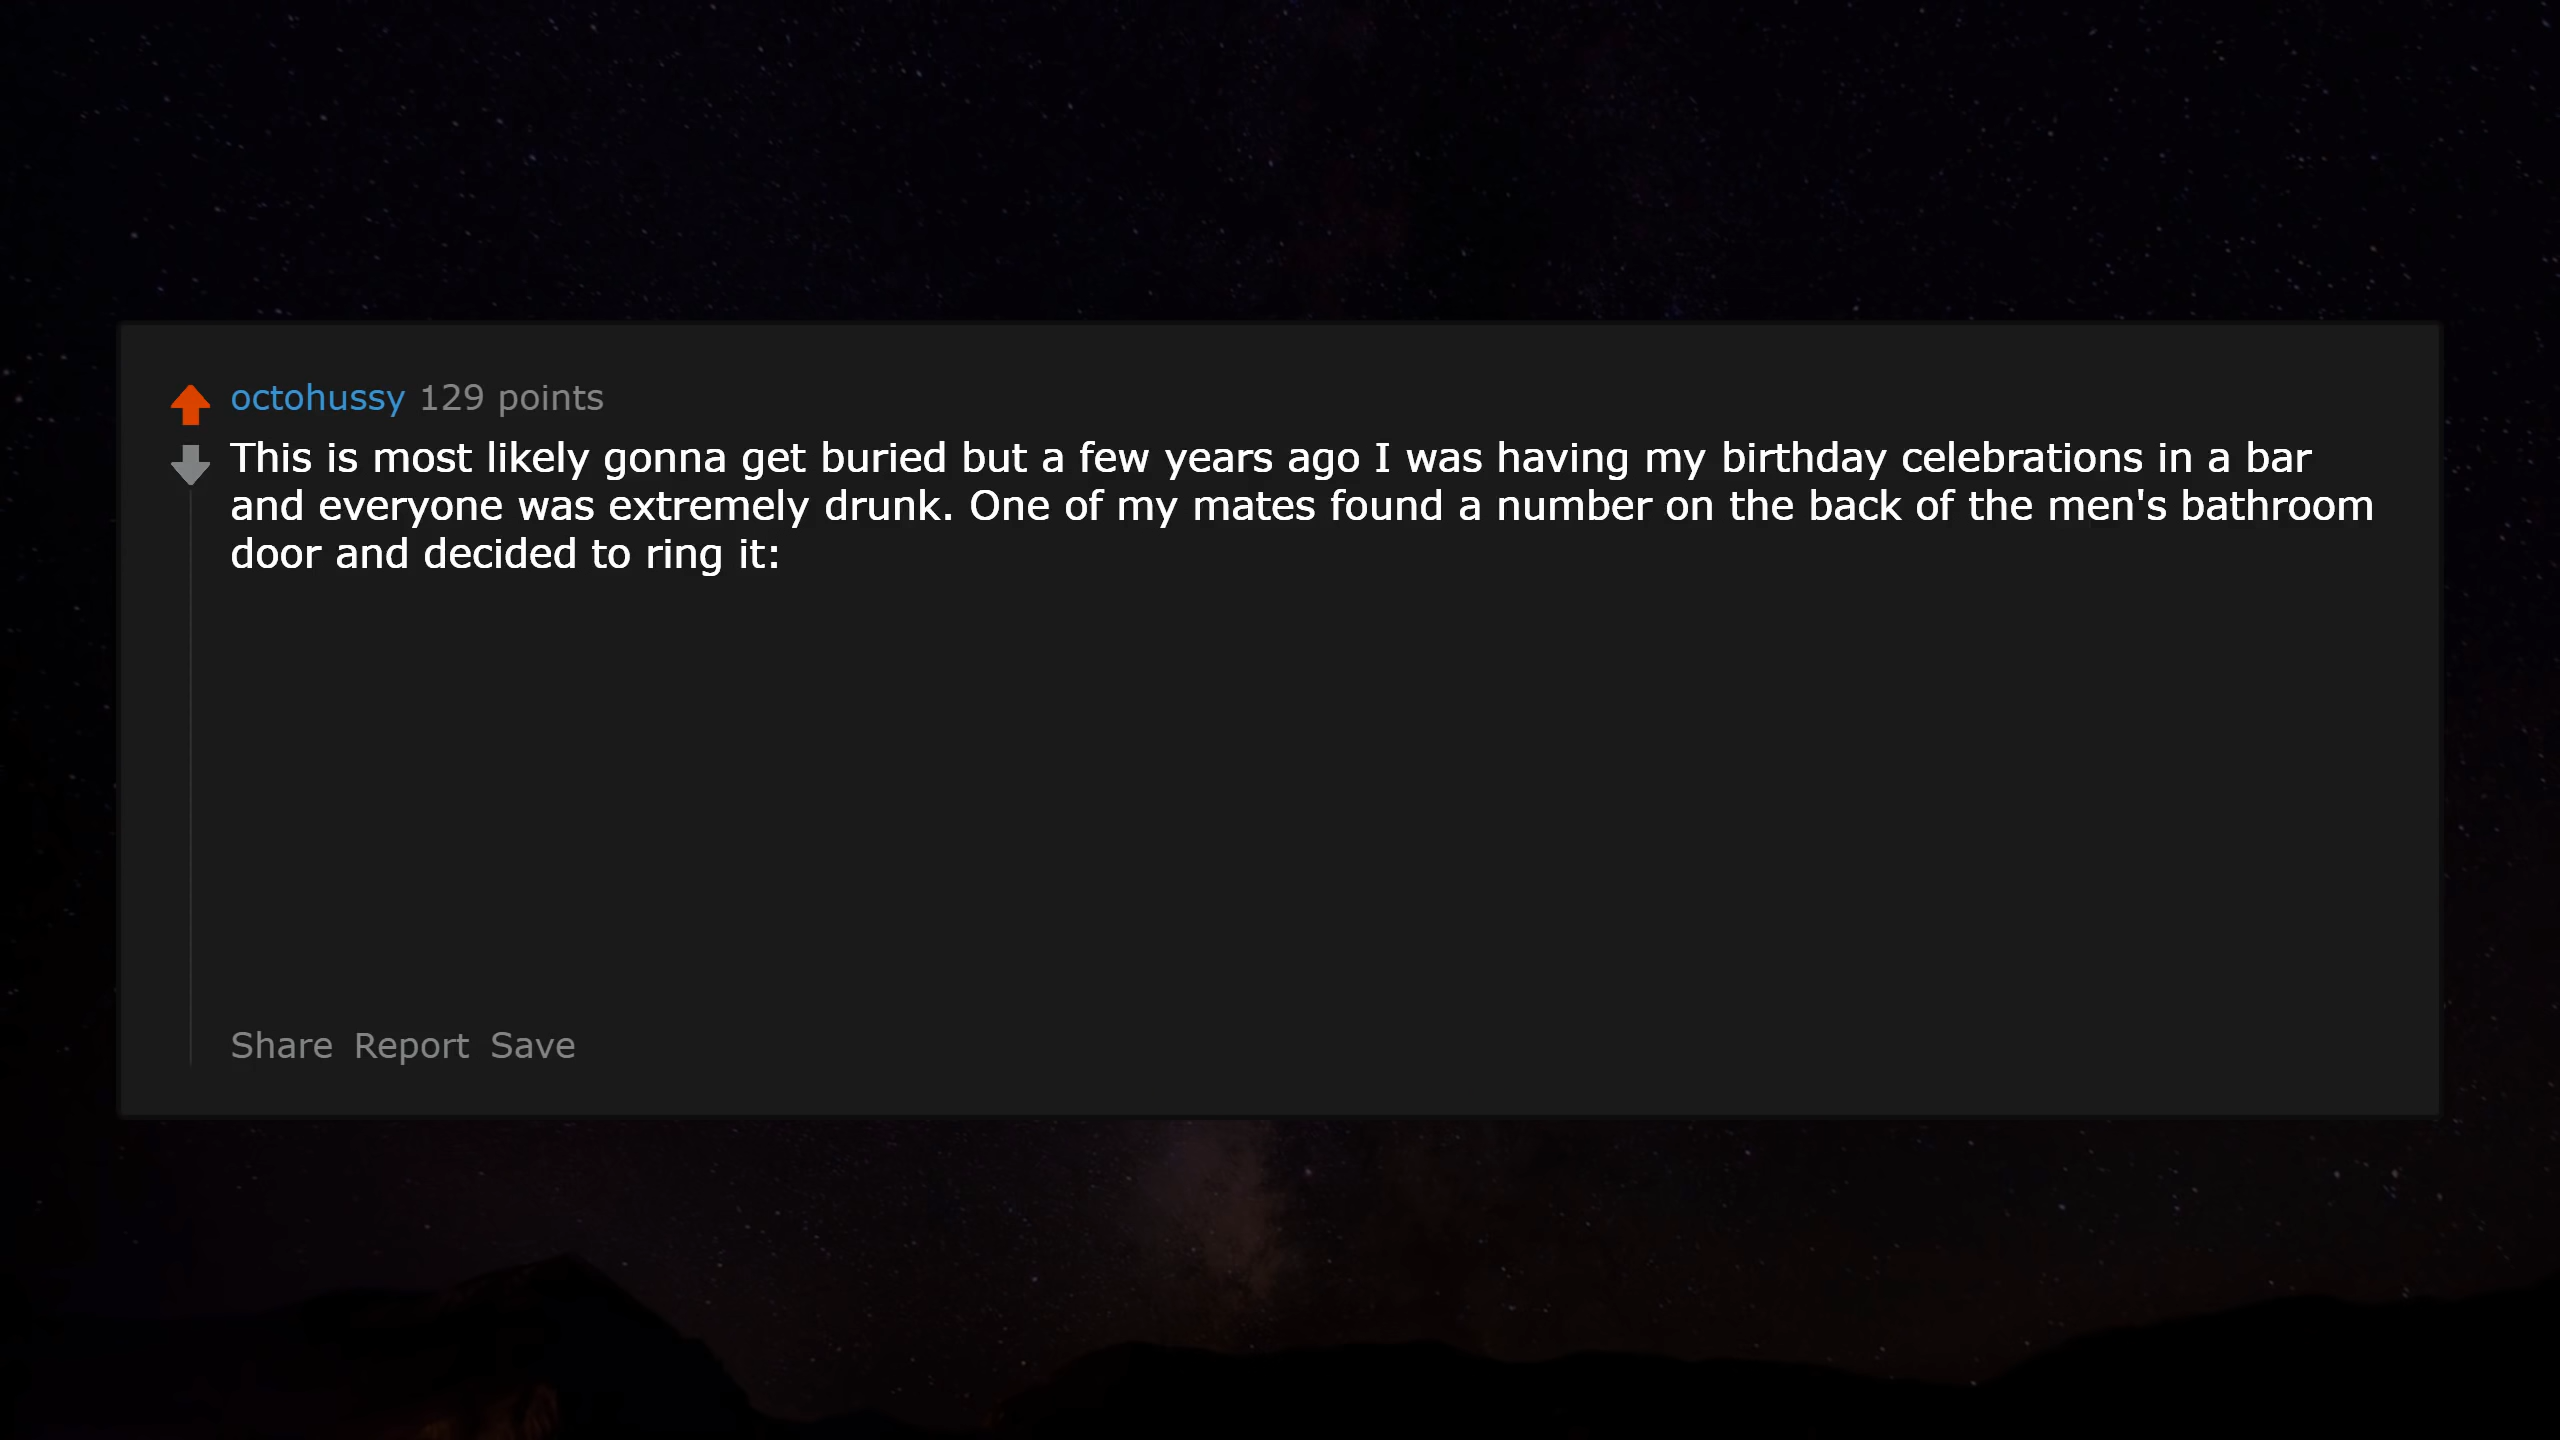 octohussy 129 points
This is most likely gonna get buried but a few years ago I was having my birthday celebrations in a bar
and everyone was extremely drunk. One of my mates found a number on the back of the men's bathroom
door and decided to ring it:
Share Report Save